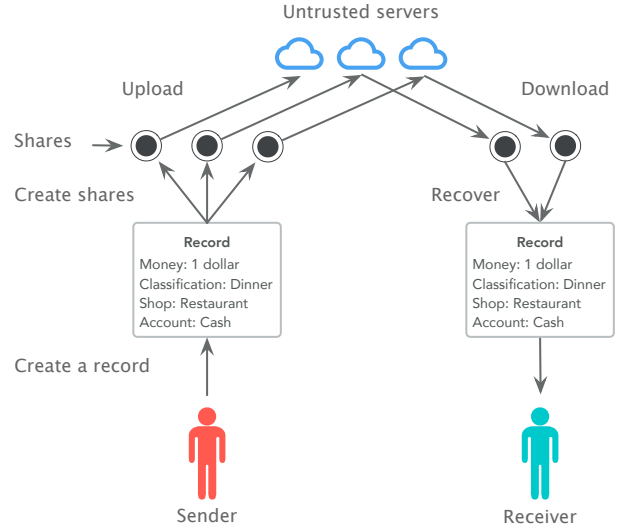 Untrusted servers
Upload
Download
Shares
Create shares
Recover
Record
Money: 1 dollar
Classification: Dinner
Shop: Restaurant
Account: Cash
Record
Money: 1 dollar
Classification: Dinner
Shop: Restaurant
Account: Cash
Create a record
Sender
Receiver